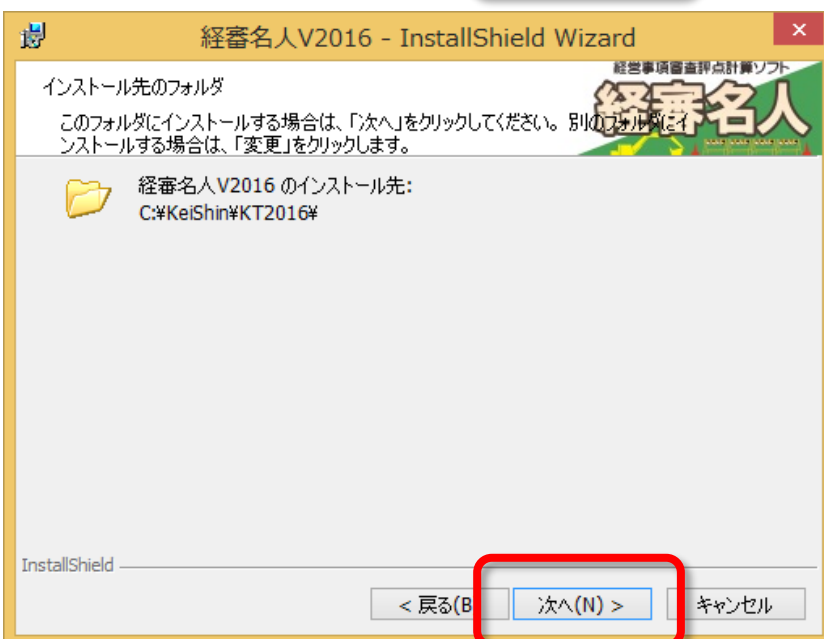 経審名人V2016 - InstallShield Wizard
経営事項審査評点計算ソフト
経審名人
インストール先のフォルダ
このフォルダにインストールする場合は、「次へ」をクリックしてください。別のフォルダにイ
ンストールする場合は、「変更」をクリックします。
経審名人V2016 のインストール先:
C:¥KeiShin¥KT2016¥
InstallShield
< 戻る(B
次へ(N) >
キャンセル